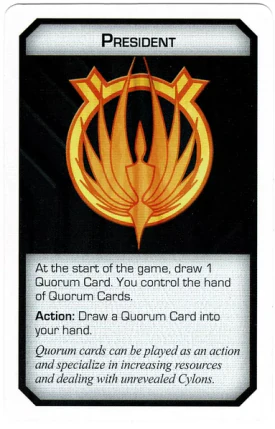 PRESIDENT
At the start of the game, draw 1
Quorum Card. You control the hand
of Quorum Cards.
Action: Draw a Quorum Card into
your hand.
Quorum cards can be played as an action
and specialize in increasing resources
and dealing with unrevealed Cylons.